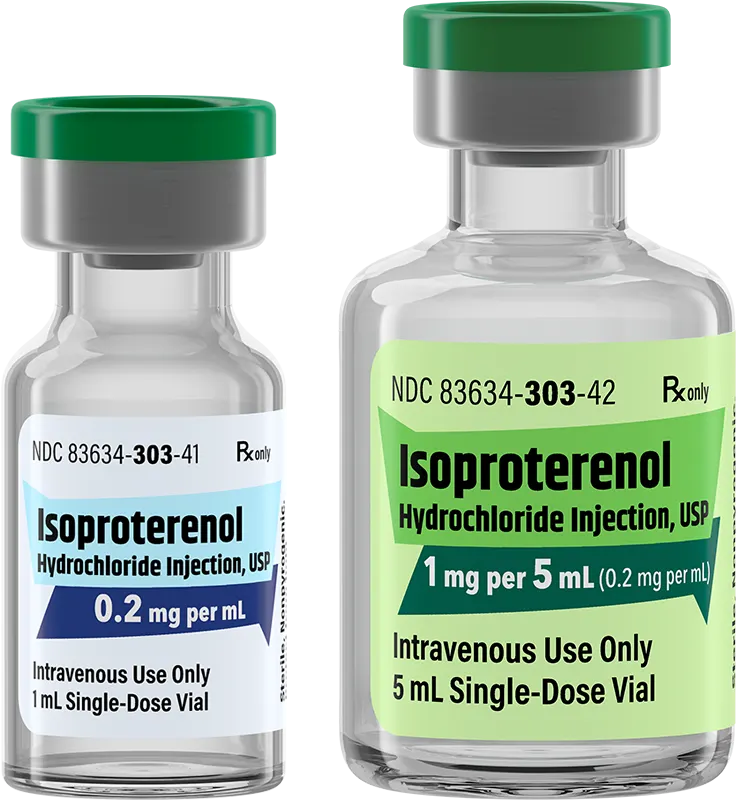 NDC 83634-303-41 Rx only
Isoproterenol
Hydrochloride Injection, USP
0.2 mg per mL
Intravenous Use Only
1 mL Single-Dose Vial
Sterile, Nonpyrogenic
NDC 83634-303-42 Rx only
Isoproterenol
Hydrochloride Injection, USP
1 mg per 5 mL (0.2 mg per mL)
Intravenous Use Only
5 mL Single-Dose Vial
Sterile, Nonpyrogenic